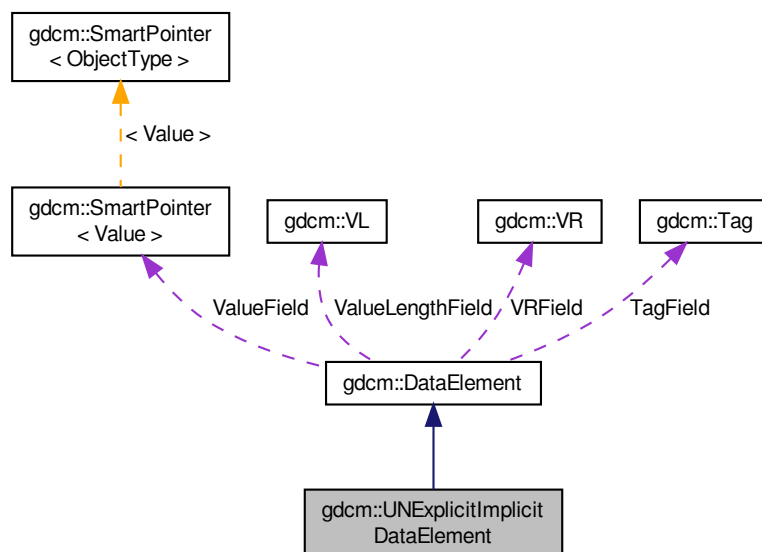 gdcm::SmartPointer
< ObjectType >
< Value >
gdcm::SmartPointer
< Value >
gdcm::VL
gdcm::VR
gdcm::Tag
ValueField
ValueLengthField
VRField
TagField
gdcm::DataElement
gdcm::UNExplicitImplicit
DataElement